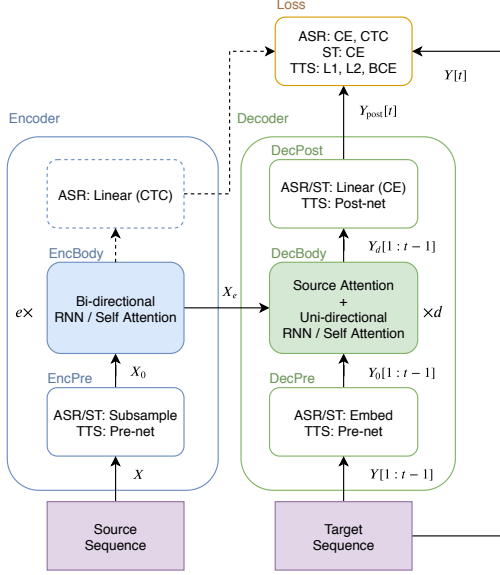 Loss
ASR: CE, CTC
ST: CE
TTS: L1, L2, BCE
Y[t]
Y_post[t]
Encoder
Decoder
DecPost
ASR: Linear (CTC)
ASR/ST: Linear (CE)
TTS: Post-net
EncBody
DecBody
Y_d[1 : t − 1]
e×
Bi-directional
RNN / Self Attention
X_e
Source Attention
+
Uni-directional
RNN / Self Attention
×d
EncPre
X_0
DecPre
Y_0[1 : t − 1]
ASR/ST: Subsample
TTS: Pre-net
ASR/ST: Embed
TTS: Pre-net
X
Y[1 : t − 1]
Source
Sequence
Target
Sequence